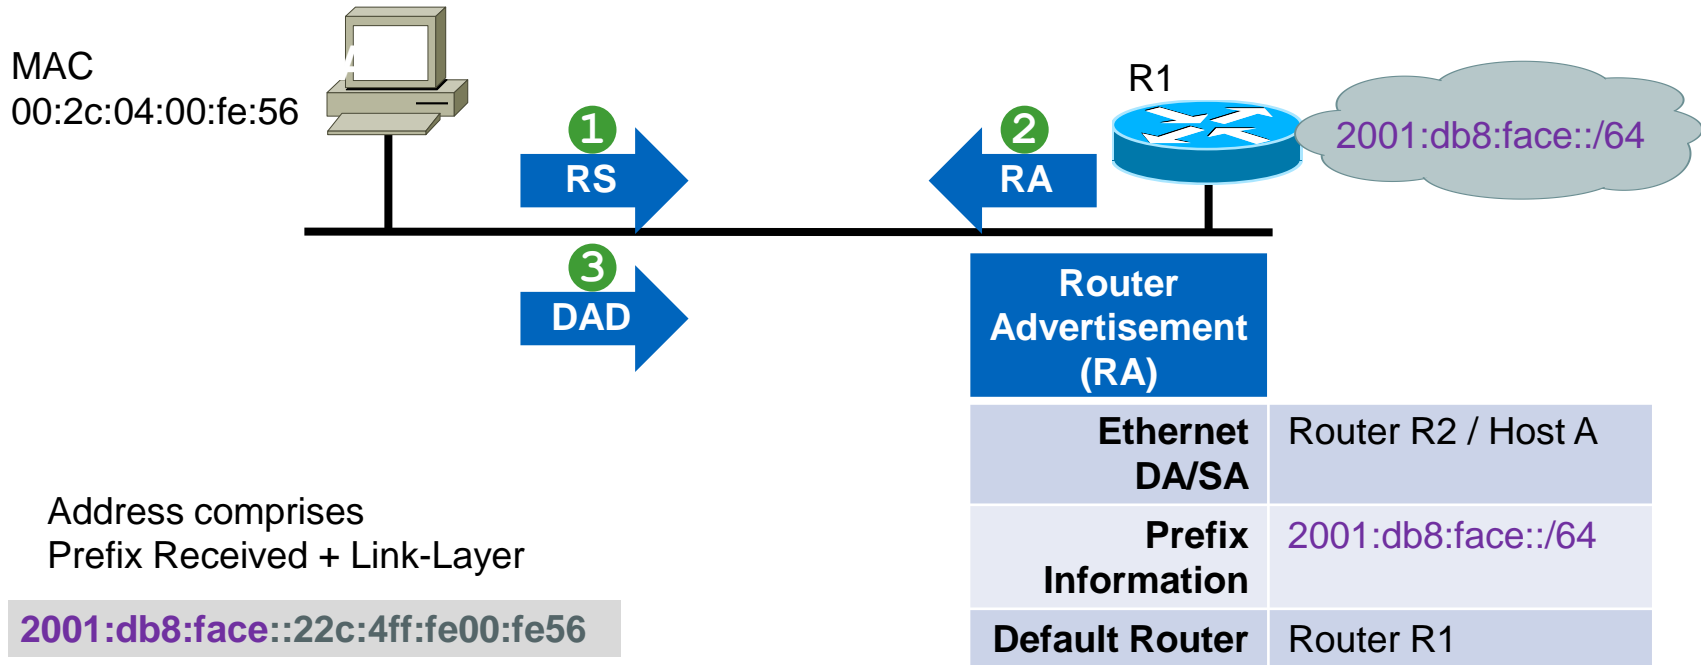 MAC
00:2c:04:00:fe:56
A
1
RS
2
RA
R1
2001:db8:face::/64
3
DAD
Router
Advertisement
(RA)
Ethernet
DA/SA
Router R2 / Host A
Prefix
Information
2001:db8:face::/64
Default Router
Router R1
Address comprises
Prefix Received + Link-Layer
2001:db8:face::22c:4ff:fe00:fe56